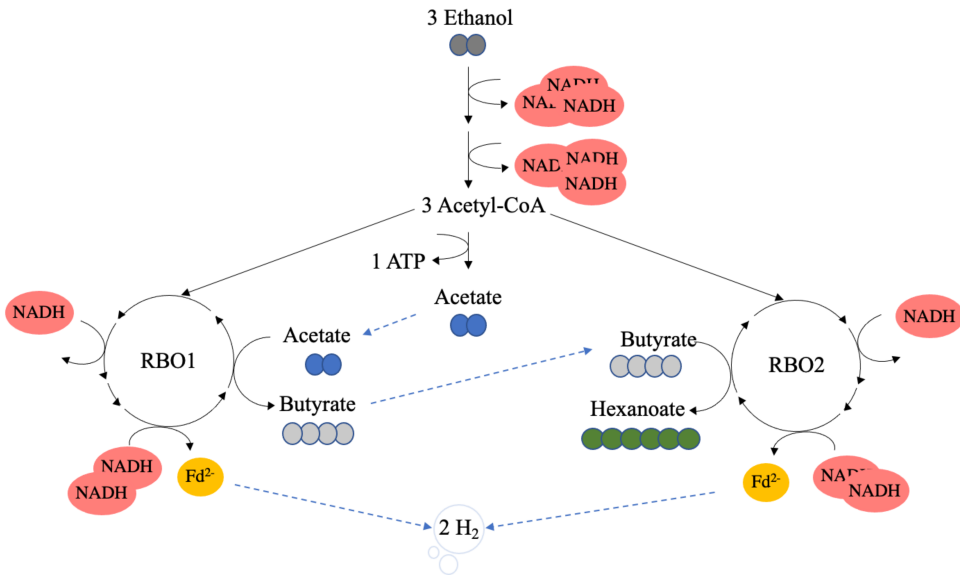 3 Ethanol
NADH
NADH
NADH
NADH
3 Acetyl-CoA
1 ATP
Acetate
NADH
Acetate
RBO1
Butyrate
Butyrate
RBO2
NADH
Hexanoate
NADH
NADH
Fd²⁻
Fd²⁻
NADH
2 H₂